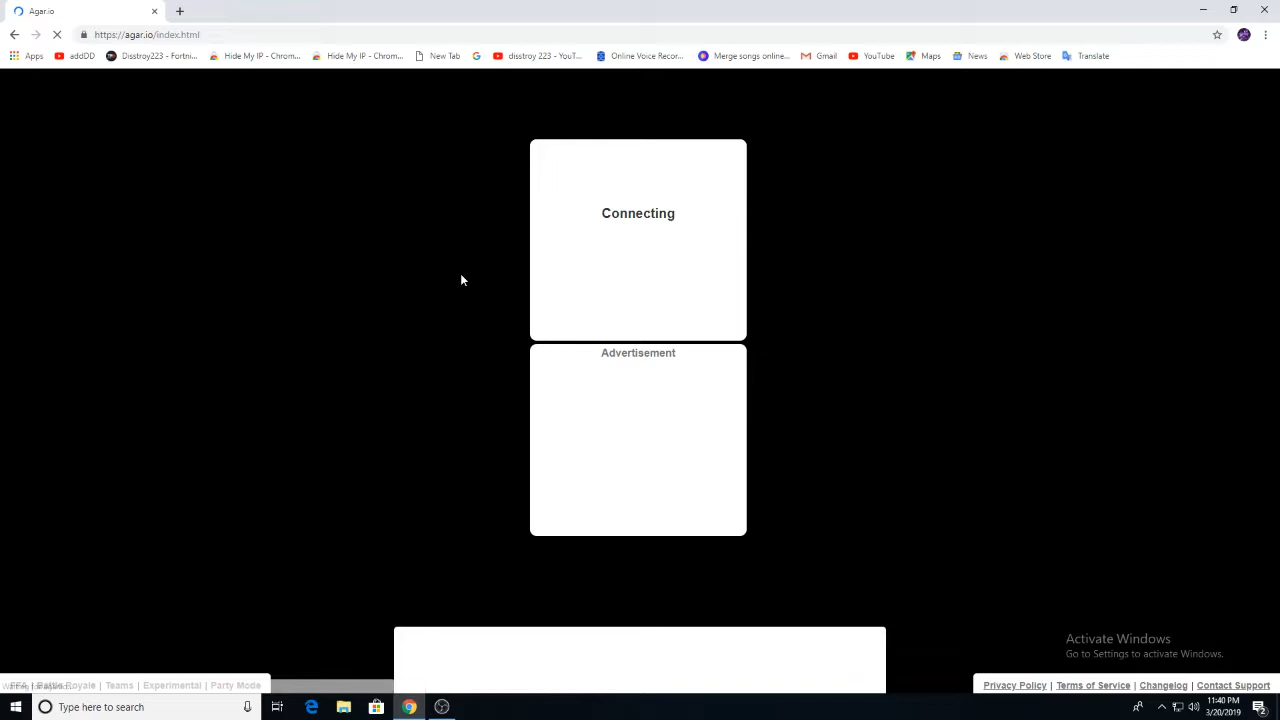 Agar.io
https://agar.io/index.html
Apps addDD Disstroy223 - Fortni... Hide My IP - Chrom... Hide My IP - Chrom... New Tab disstroy 223 - YouT... Online Voice Recor... Merge songs online... Gmail YouTube Maps News Web Store Translate
Connecting
Advertisement
Activate Windows
Go to Settings to activate Windows.
FFA | Battle Royale | Teams | Experimental | Party Mode
Privacy Policy | Terms of Service | Changelog | Contact Support
Type here to search
11:40 PM
3/20/2019
2